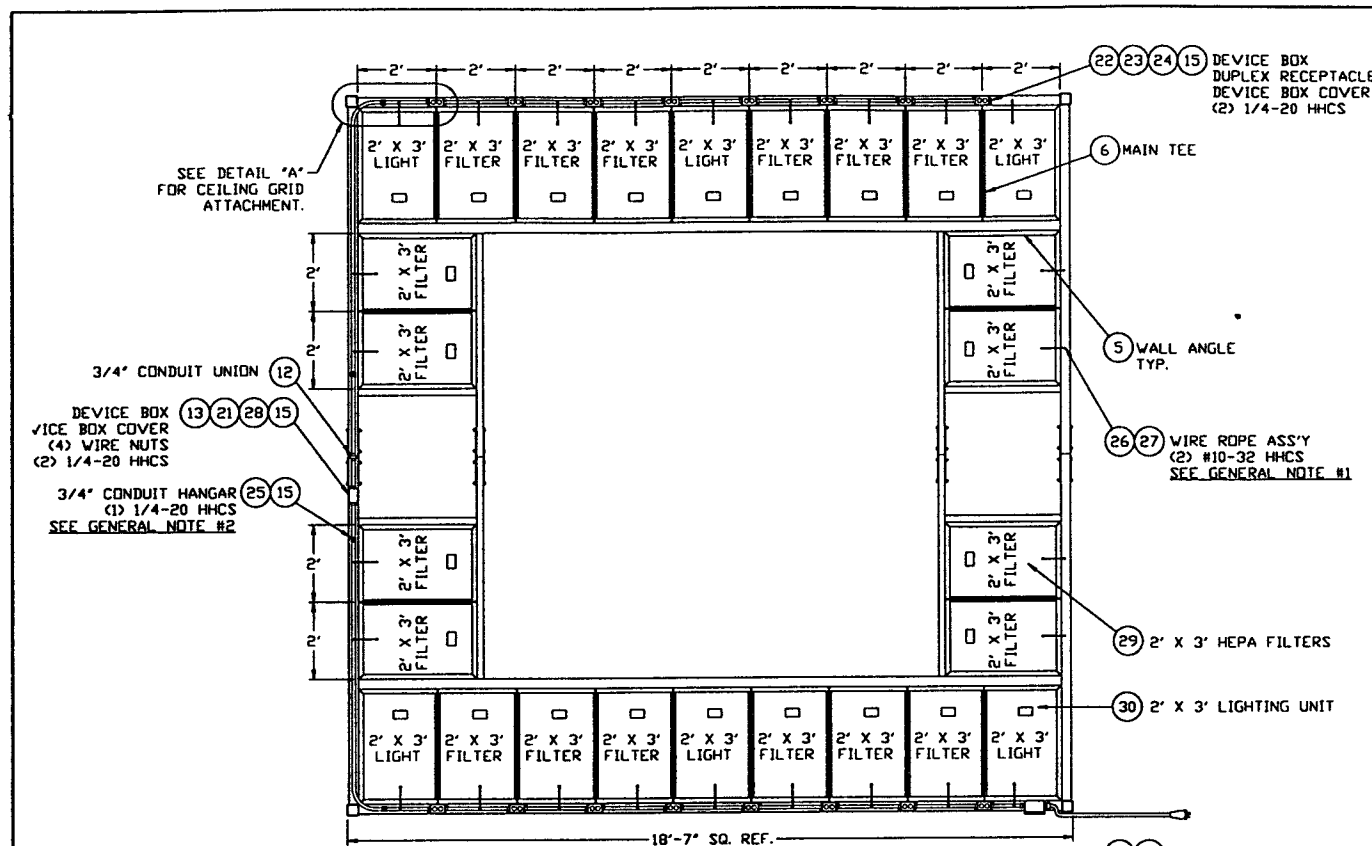 2' 2' 2' 2' 2' 2' 2' 2' 2'
22 23 24 15 DEVICE BOX
DUPLEX RECEPTACLE
DEVICE BOX COVER
(2) 1/4-20 HHCS
6 MAIN TEE
SEE DETAIL "A"
FOR CEILING GRID
ATTACHMENT.
2' X 3' 2' X 3' 2' X 3' 2' X 3' 2' X 3' 2' X 3' 2' X 3' 2' X 3' 2' X 3'
LIGHT FILTER FILTER FILTER LIGHT FILTER FILTER FILTER LIGHT
2'
2' X 3'
FILTER
2' X 3'
FILTER
2'
2' X 3'
FILTER
2' X 3'
FILTER
5 WALL ANGLE
TYP.
3/4" CONDUIT UNION 12
DEVICE BOX 13 21 28 15
VICE BOX COVER
(4) WIRE NUTS
(2) 1/4-20 HHCS
26 27 WIRE ROPE ASS'Y
(2) #10-32 HHCS
SEE GENERAL NOTE #1
3/4" CONDUIT HANGAR 25 15
(1) 1/4-20 HHCS
SEE GENERAL NOTE #2
2'
2' X 3'
FILTER
2' X 3'
FILTER
2'
2' X 3'
FILTER
2' X 3'
FILTER
29 2' X 3' HEPA FILTERS
30 2' X 3' LIGHTING UNIT
2' X 3' 2' X 3' 2' X 3' 2' X 3' 2' X 3' 2' X 3' 2' X 3' 2' X 3' 2' X 3'
LIGHT FILTER FILTER FILTER LIGHT FILTER FILTER FILTER LIGHT
18'-7" SQ. REF.